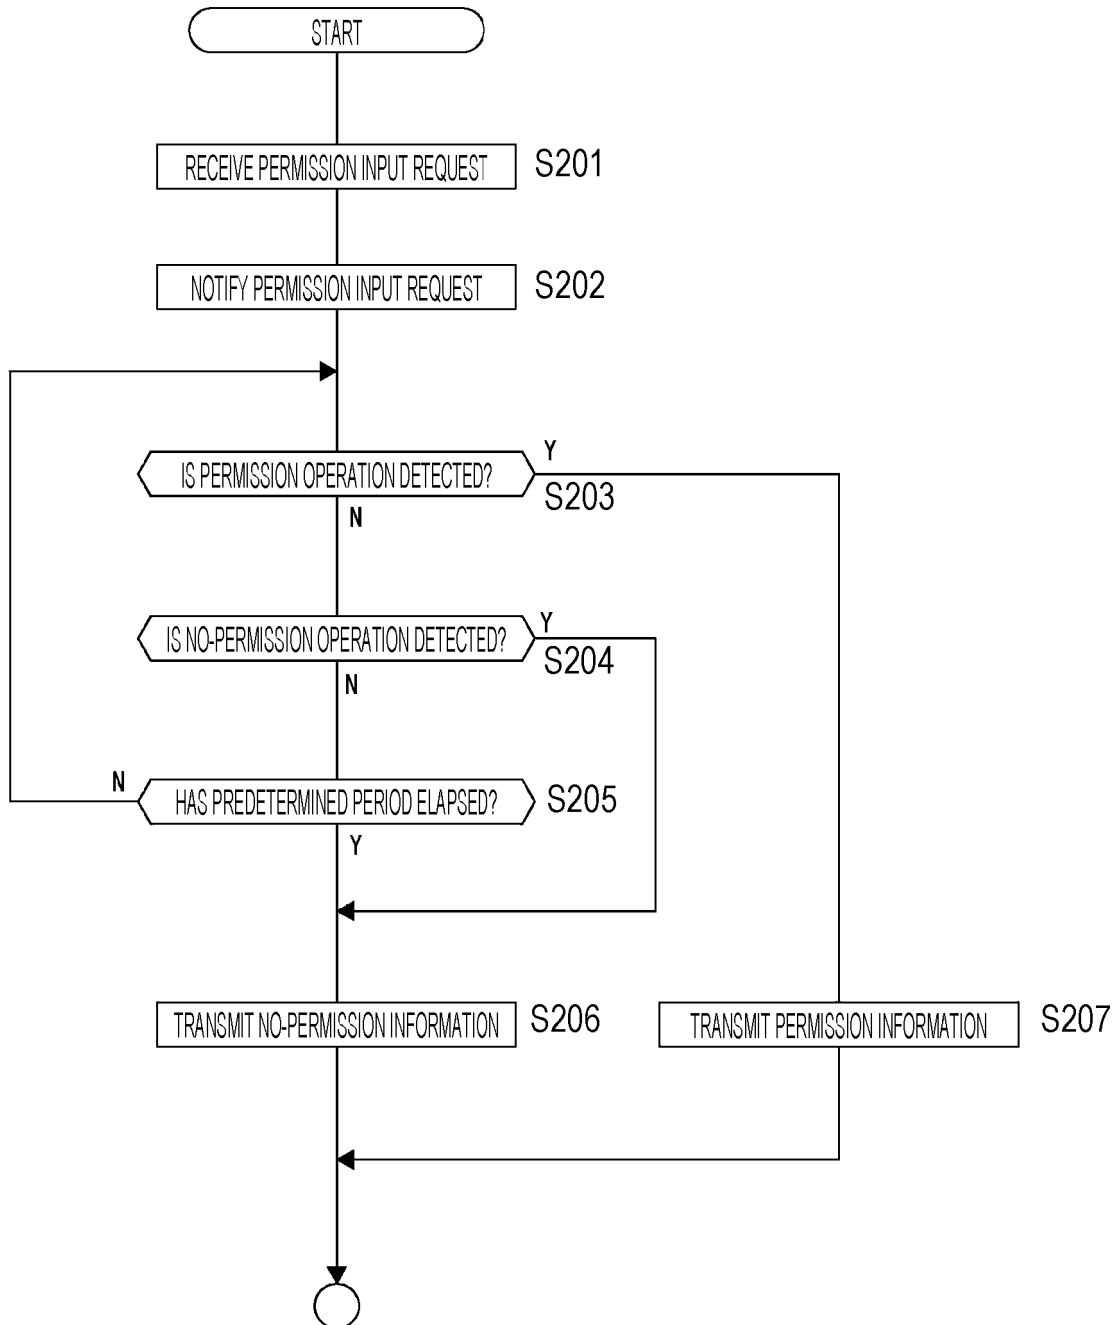 START
RECEIVE PERMISSION INPUT REQUEST S201
NOTIFY PERMISSION INPUT REQUEST S202
Y
IS PERMISSION OPERATION DETECTED?
S203
N
Y
IS NO-PERMISSION OPERATION DETECTED?
S204
N
N
HAS PREDETERMINED PERIOD ELAPSED? S205
Y
TRANSMIT NO-PERMISSION INFORMATION S206
TRANSMIT PERMISSION INFORMATION S207